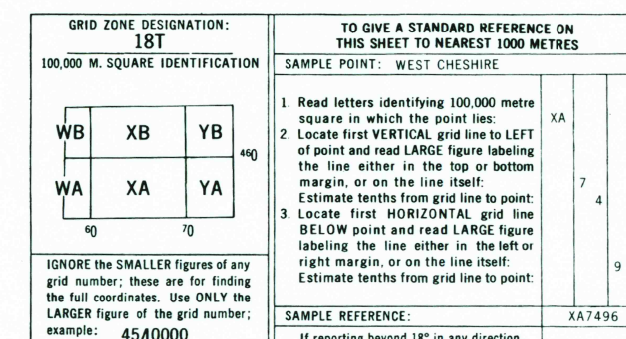 GRID ZONE DESIGNATION:
18T
100,000 M. SQUARE IDENTIFICATION
WB XB YB
460
WA XA YA
60 70
IGNORE the SMALLER figures of any
grid number; these are for finding
the full coordinates. Use ONLY the
LARGER figure of the grid number;
example: 4540000
TO GIVE A STANDARD REFERENCE ON
THIS SHEET TO NEAREST 1000 METRES
SAMPLE POINT: WEST CHESHIRE
1. Read letters identifying 100,000 metre
square in which the point lies: XA
2. Locate first VERTICAL grid line to LEFT
of point and read LARGE figure labeling
the line either in the top or bottom
margin, or on the line itself: 7
Estimate tenths from grid line to point: 4
3. Locate first HORIZONTAL grid line
BELOW point and read LARGE figure
labeling the line either in the left or
right margin, or on the line itself: 9
Estimate tenths from grid line to point:
SAMPLE REFERENCE: XA7496
If reporting beyond 18° in any direction,